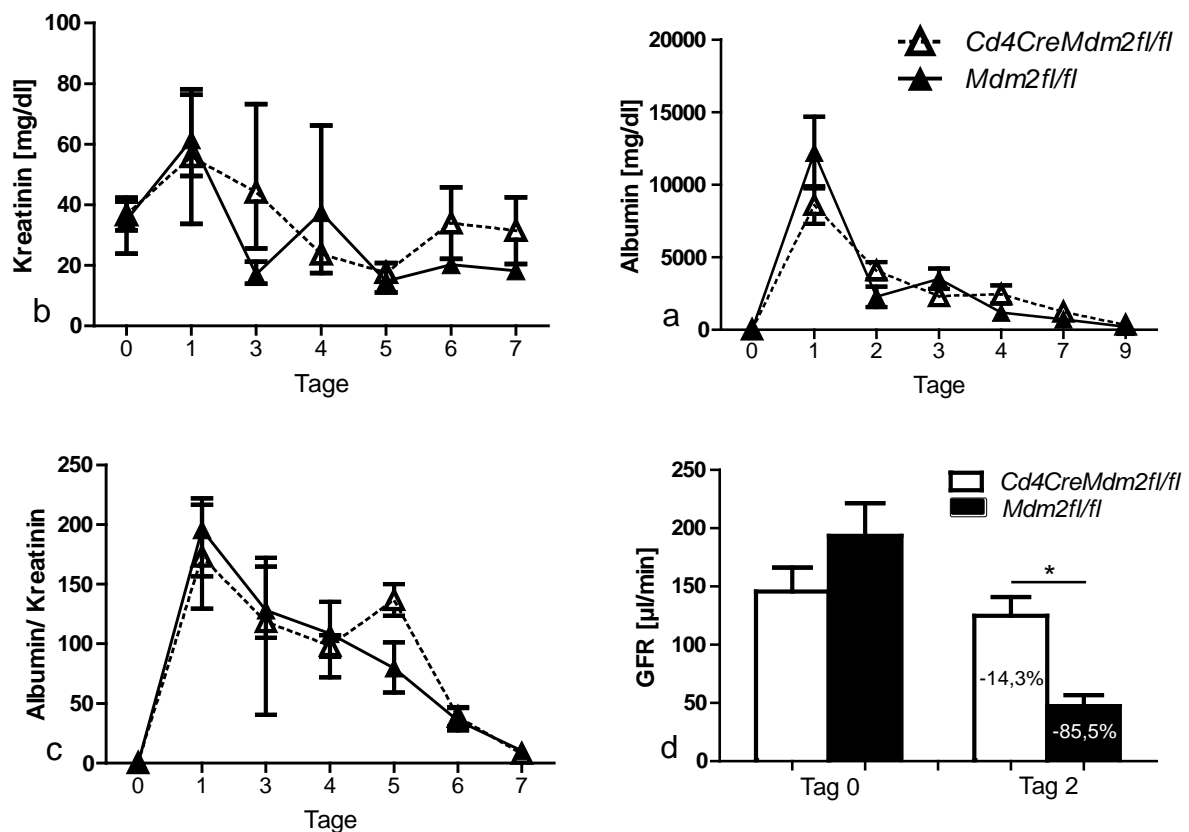 100
80
60
40
20
0
Kreatinin [mg/dl]
0 1 3 4 5 6 7
Tage
b
20000
15000
10000
5000
0
Albumin [mg/dl]
Cd4CreMdm2fl/fl
Mdm2fl/fl
0 1 2 3 4 7 9
Tage
a
250
200
150
100
50
0
Albumin/ Kreatinin
0 1 3 4 5 6 7
Tage
c
250
200
150
100
50
0
GFR [µl/min]
Cd4CreMdm2fl/fl
Mdm2fl/fl
*
-14,3%
-85,5%
Tag 0 Tag 2
d